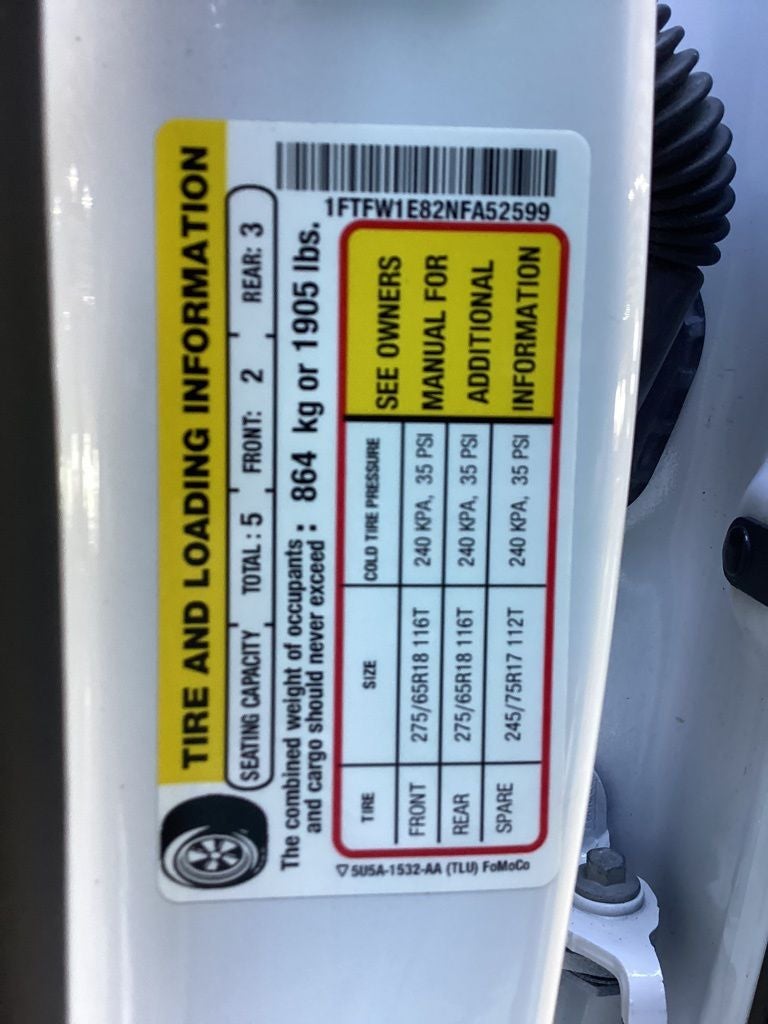 TIRE AND LOADING INFORMATION
SEATING CAPACITY TOTAL : 5 FRONT: 2 REAR: 3
The combined weight of occupants
and cargo should never exceed : 864 kg or 1905 lbs.
1FTFW1E82NFA52599
TIRE SIZE COLD TIRE PRESSURE
FRONT 275/65R18 116T 240 KPA, 35 PSI
REAR 275/65R18 116T 240 KPA, 35 PSI
SPARE 245/75R17 112T 240 KPA, 35 PSI
SEE OWNERS
MANUAL FOR
ADDITIONAL
INFORMATION
5U5A-1532-AA (TLU) FoMoCo